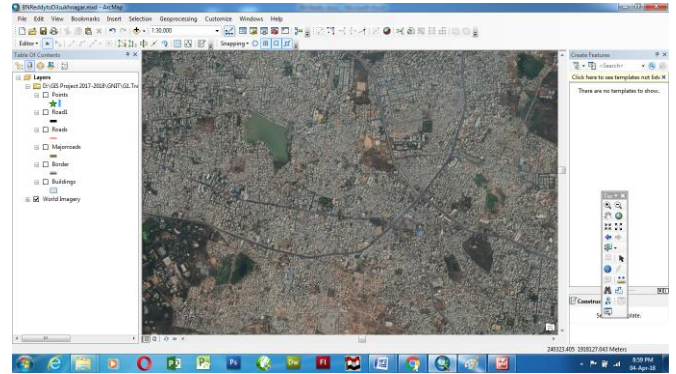 BNReddytoDilsukhnagar.mxd - ArcMap
File Edit View Bookmarks Insert Selection Geoprocessing Customize Windows Help
1:30,000
Editor
Snapping
Table Of Contents
Layers
D:\GIS Project 2017-2018\GNIT\GI.Tra
Points
Road1
Roads
Majorroads
Border
Buildings
World Imagery
Create Features
<Search>
Click here to see templates not lists
There are no templates to show.
Construc
plate.
240323.405 1918127.043 Meters
8:59 PM
04-Apr-18